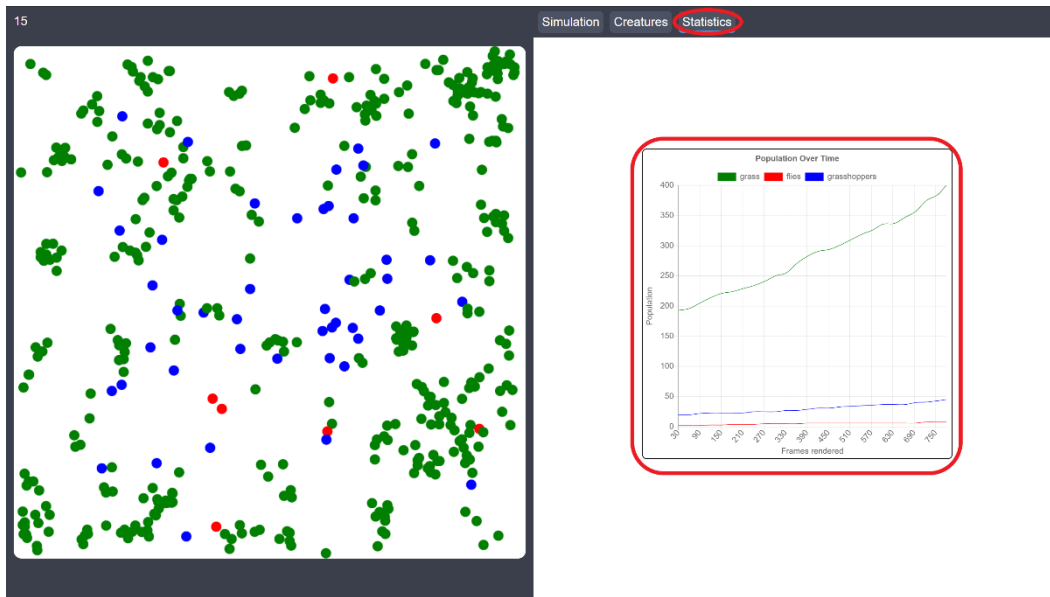 15
Simulation Creatures Statistics
Population Over Time
grass flies grasshoppers
400
350
300
250
200
150
100
50
0
Population
30 90 150 210 270 330 390 450 510 570 630 690 750
Frames rendered